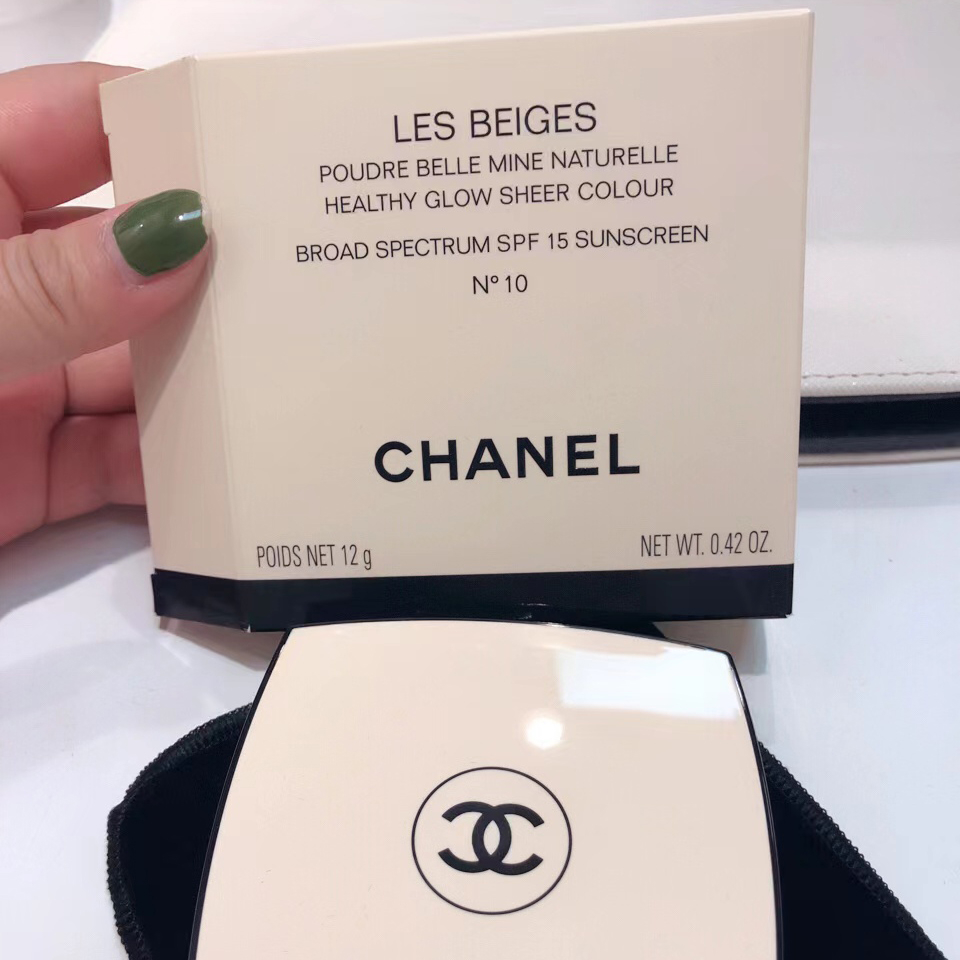 LES BEIGES
POUDRE BELLE MINE NATURELLE
HEALTHY GLOW SHEER COLOUR
BROAD SPECTRUM SPF 15 SUNSCREEN
Nº 10
CHANEL
POIDS NET 12 g
NET WT. 0.42 OZ.